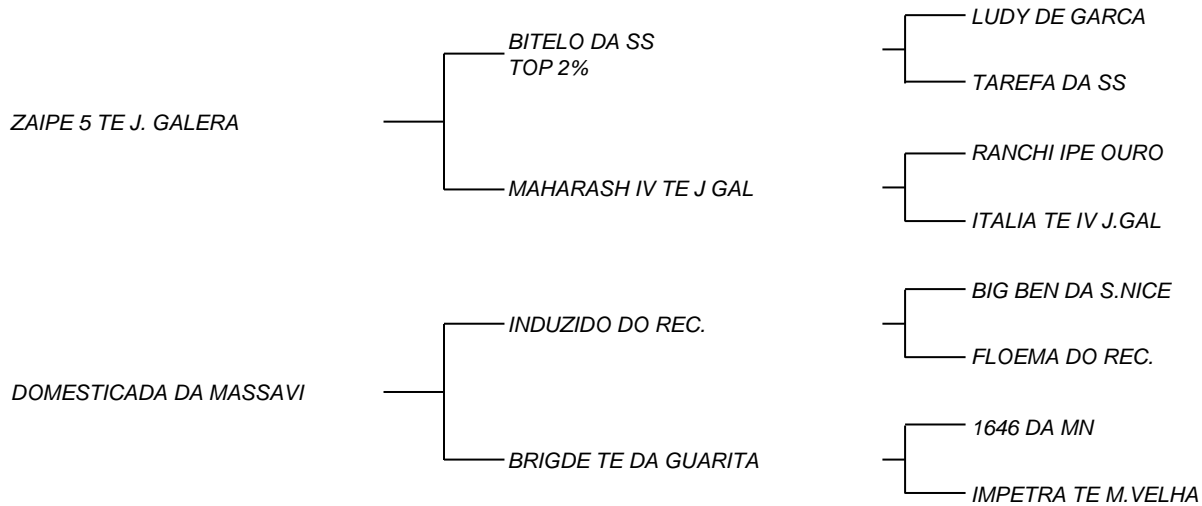 LUDY DE GARCA
BITELO DA SS
TOP 2%
TAREFA DA SS
ZAIPE 5 TE J. GALERA
RANCHI IPE OURO
MAHARASH IV TE J GAL
ITALIA TE IV J.GAL
BIG BEN DA S.NICE
INDUZIDO DO REC.
FLOEMA DO REC.
DOMESTICADA DA MASSAVI
1646 DA MN
BRIGDE TE DA GUARITA
IMPETRA TE M.VELHA